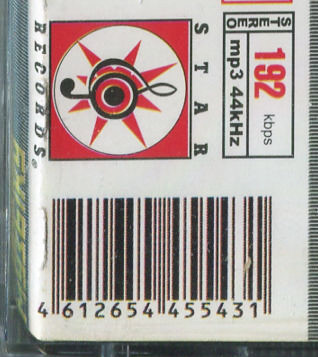 STAR
RECORDS®
STEREO
192 kbps
mp3 44kHz
4 612654 455431